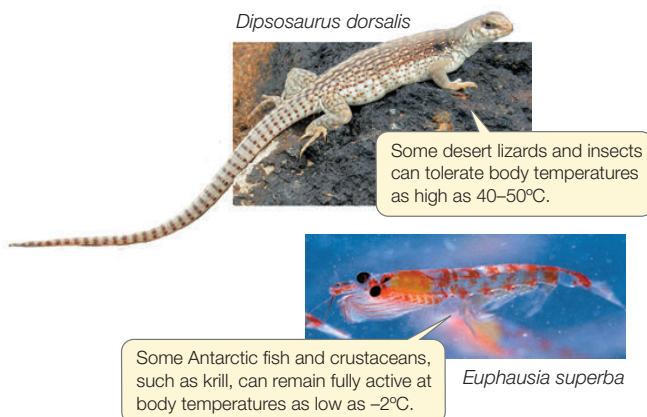 Dipsosaurus dorsalis
Some desert lizards and insects
can tolerate body temperatures
as high as 40–50ºC.
Some Antarctic fish and crustaceans,
such as krill, can remain fully active at
body temperatures as low as –2ºC.
Euphausia superba